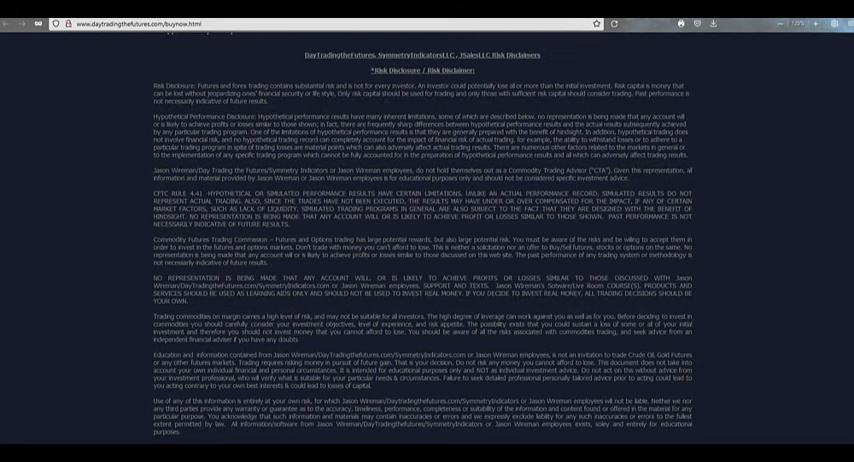 www.daytradingthefutures.com/buynow.html
120%
DayTradingtheFutures, SymmetryIndicatorsLLC , JSalesLLC Risk Disclaimers
*Risk Disclosure / Risk Disclaimer:
Risk Disclosure: Futures and forex trading contains substantial risk and is not for every investor. An investor could potentially lose all or more than the initial investment. Risk capital is money that
can be lost without jeopardizing ones' financial security or life style. Only risk capital should be used for trading and only those with sufficient risk capital should consider trading. Past performance is
not necessarily indicative of future results.
Hypothetical Performance Disclosure: Hypothetical performance results have many inherent limitations, some of which are described below. no representation is being made that any account will
or is likely to achieve profits or losses similar to those shown; in fact, there are frequently sharp differences between hypothetical performance results and the actual results subsequently achieved
by any particular trading program. One of the limitations of hypothetical performance results is that they are generally prepared with the benefit of hindsight. In addition, hypothetical trading does
not involve financial risk, and no hypothetical trading record can completely account for the impact of financial risk of actual trading. for example, the ability to withstand losses or to adhere to a
particular trading program in spite of trading losses are material points which can also adversely affect actual trading results. There are numerous other factors related to the markets in general or
to the implementation of any specific trading program which cannot be fully accounted for in the preparation of hypothetical performance results and all which can adversely affect trading results.
Jason Wireman/Day Trading the Futures/Symmetry Indicators or Jason Wireman employees, do not hold themselves out as a Commodity Trading Advisor ("CTA"). Given this representation, all
information and material provided by Jason Wireman or Jason Wireman employees is for educational purposes only and should not be considered specific investment advice.
CFTC RULE 4.41 -HYPOTHETICAL OR SIMULATED PERFORMANCE RESULTS HAVE CERTAIN LIMITATIONS. UNLIKE AN ACTUAL PERFORMANCE RECORD, SIMULATED RESULTS DO NOT
REPRESENT ACTUAL TRADING. ALSO, SINCE THE TRADES HAVE NOT BEEN EXECUTED, THE RESULTS MAY HAVE UNDER OR OVER COMPENSATED FOR THE IMPACT, IF ANY OF CERTAIN
MARKET FACTORS, SUCH AS LACK OF LIQUIDITY. SIMULATED TRADING PROGRAMS IN GENERAL ARE ALSO SUBJECT TO THE FACT THAT THEY ARE DESIGNED WITH THE BENEFIT OF
HINDSIGHT. NO REPRESENTATION IS BEING MADE THAT ANY ACCOUNT WILL OR IS LIKELY TO ACHIEVE PROFIT OR LOSSES SIMILAR TO THOSE SHOWN. PAST PERFORMANCE IS NOT
NECESSARILY INDICATIVE OF FUTURE RESULTS.
Commodity Futures Trading Commission – Futures and Options trading has large potential rewards, but also large potential risk. You must be aware of the risks and be willing to accept them in
order to invest in the futures and options markets. Don't trade with money you can't afford to lose. This is neither a solicitation nor an offer to Buy/Sell futures, stocks or options on the same. No
representation is being made that any account will or is likely to achieve profits or losses similar to those discussed on this web site. The past performance of any trading system or methodology is
not necessarily indicative of future results.
NO REPRESENTATION IS BEING MADE THAT ANY ACCOUNT WILL, OR IS LIKELY TO ACHIEVE PROFITS OR LOSSES SIMILAR TO THOSE DISCUSSED WITH Jason
Wireman/DayTradingthefutures.com/SymmetryIndicators.com or Jason Wireman employees, SUPPORT AND TEXTS. Jason Wireman's Sotware/Live Room COURSE(S). PRODUCTS AND
SERVICES SHOULD BE USED AS LEARNING AIDS ONLY AND SHOULD NOT BE USED TO INVEST REAL MONEY. IF YOU DECIDE TO INVEST REAL MONEY, ALL TRADING DECISIONS SHOULD BE
YOUR OWN.
Trading commodities on margin carries a high level of risk, and may not be suitable for all investors. The high degree of leverage can work against you as well as for you. Before deciding to invest in
commodities you should carefully consider your investment objectives, level of experience, and risk appetite. The possibility exists that you could sustain a loss of some or all of your initial
investment and therefore you should not invest money that you cannot afford to lose. You should be aware of all the risks associated with commodities trading, and seek advice from an
independent financial adviser if you have any doubts
Education and information contained from Jason Wireman/DayTradingthefutures.com/SymmetryIndicators.com or Jason Wireman employees, is not an invitation to trade Crude Oil, Gold Futures
or any other futures markets. Trading requires risking money in pursuit of future gain. That is your decision. Do not risk any money you cannot afford to lose. This document does not take into
account your own individual financial and personal circumstances. It is intended for educational purposes only and NOT as individual investment advice. Do not act on this without advice from
your investment professional, who will verify what is suitable for your particular needs & circumstances. Failure to seek detailed professional personally tailored advice prior to acting could lead to
you acting contrary to your own best interests & could lead to losses of capital.
Use of any of this information is entirely at your own risk, for which Jason Wireman/Daytradingthefutures.com/SymmetryIndicators or Jason Wireman employees will not be liable. Neither we nor
any third parties provide any warranty or guarantee as to the accuracy, timeliness, performance, completeness or suitability of the information and content found or offered in the material for any
particular purpose. You acknowledge that such information and materials may contain inaccuracies or errors and we expressly exclude liability for any such inaccuracies or errors to the fullest
extent permitted by law. All information/software from Jason Wireman/Daytradingthefutures.com/SymmetryIndicators or Jason Wireman employees exists, soley and entirely for educational
purposes.